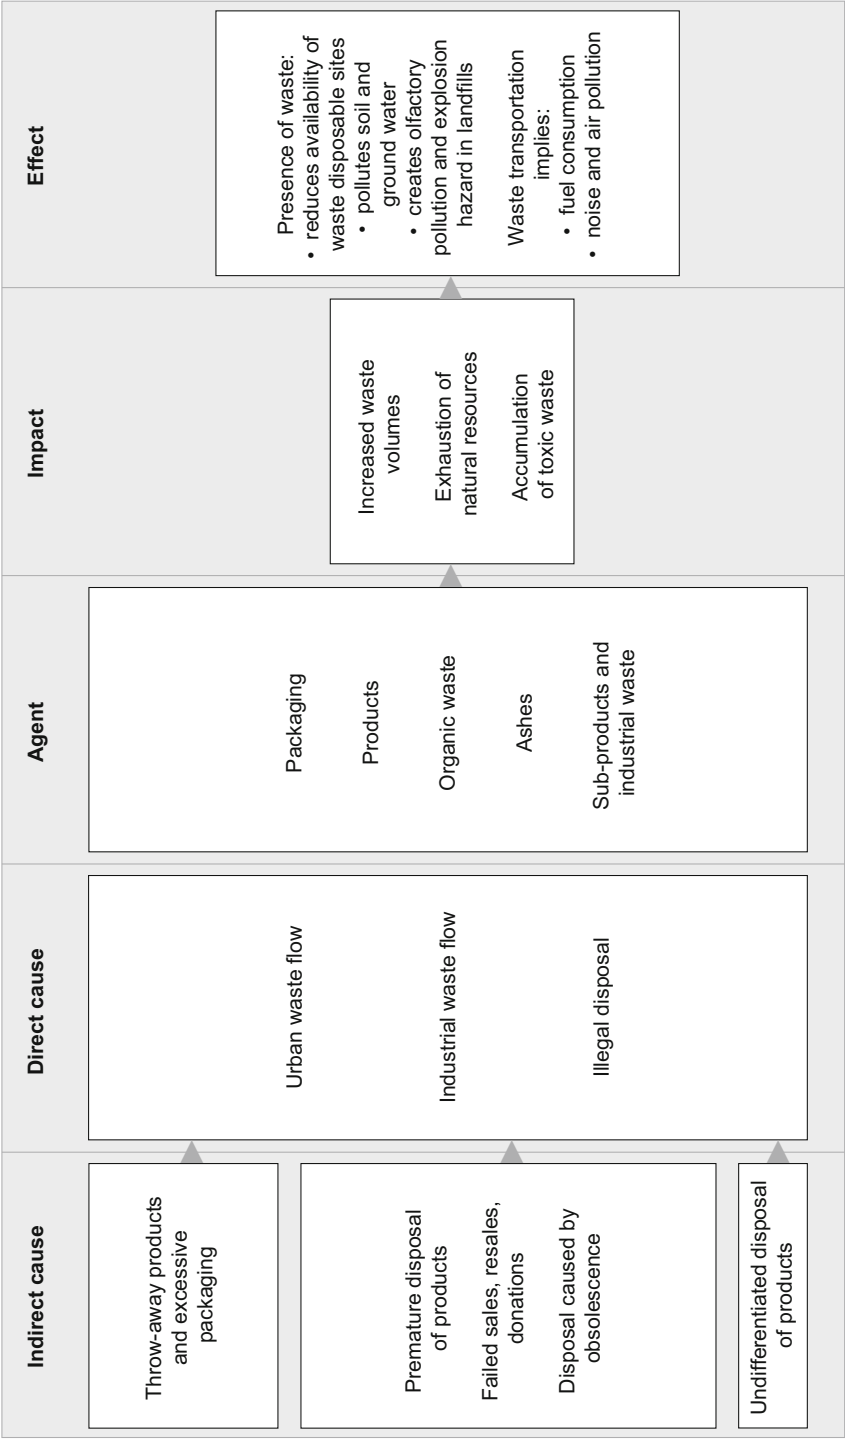 Indirect cause
Throw-away products
and excessive
packaging
Premature disposal
of products
Failed sales, resales,
donations
Disposal caused by
obsolescence
Undifferentiated disposal
of products
Direct cause
Urban waste flow
Industrial waste flow
Illegal disposal
Agent
Packaging
Products
Organic waste
Ashes
Sub-products and
industrial waste
Impact
Increased waste
volumes
Exhaustion of
natural resources
Accumulation
of toxic waste
Effect
Presence of waste:
• reduces availability of
waste disposable sites
• pollutes soil and
ground water
• creates olfactory
pollution and explosion
hazard in landfills
Waste transportation
implies:
• fuel consumption
• noise and air pollution